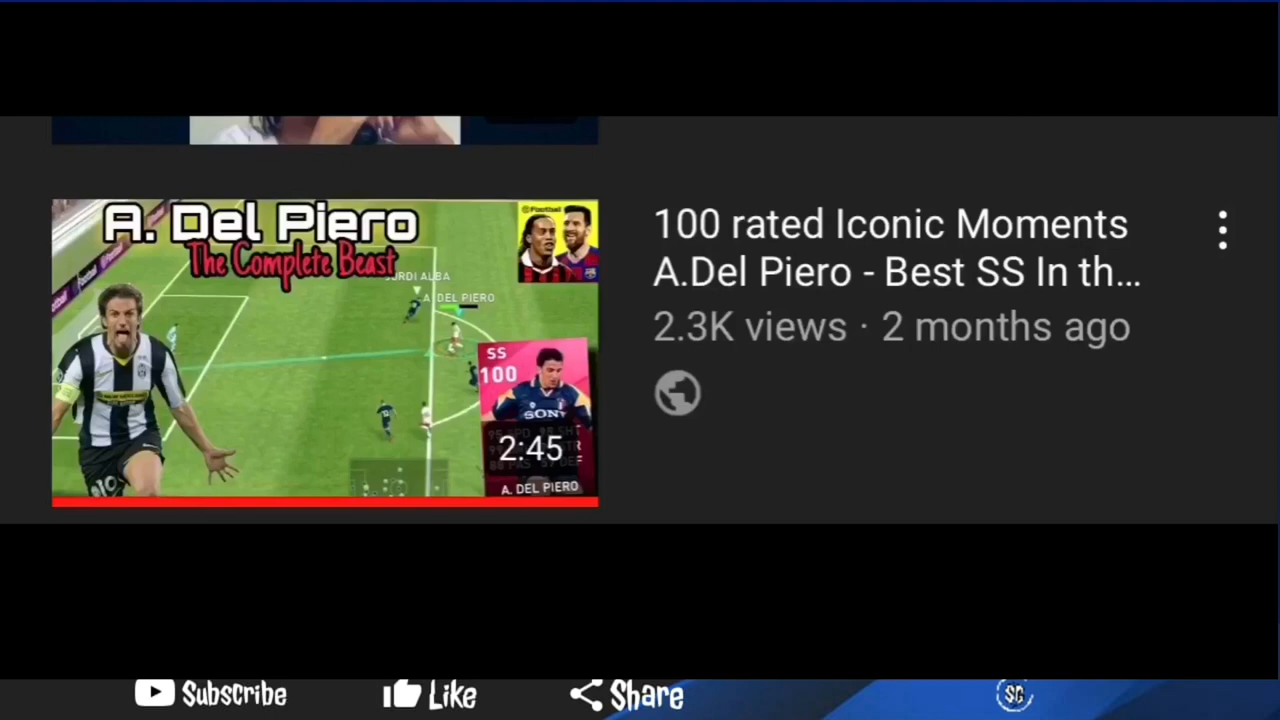 A. Del Piero
The Complete Beast
JORDI ALBA
A. DEL PIERO
SS
100
SONY
2:45
A. DEL PIERO
100 rated Iconic Moments
A.Del Piero - Best SS In th...
2.3K views · 2 months ago
Subscribe
Like
Share
SG